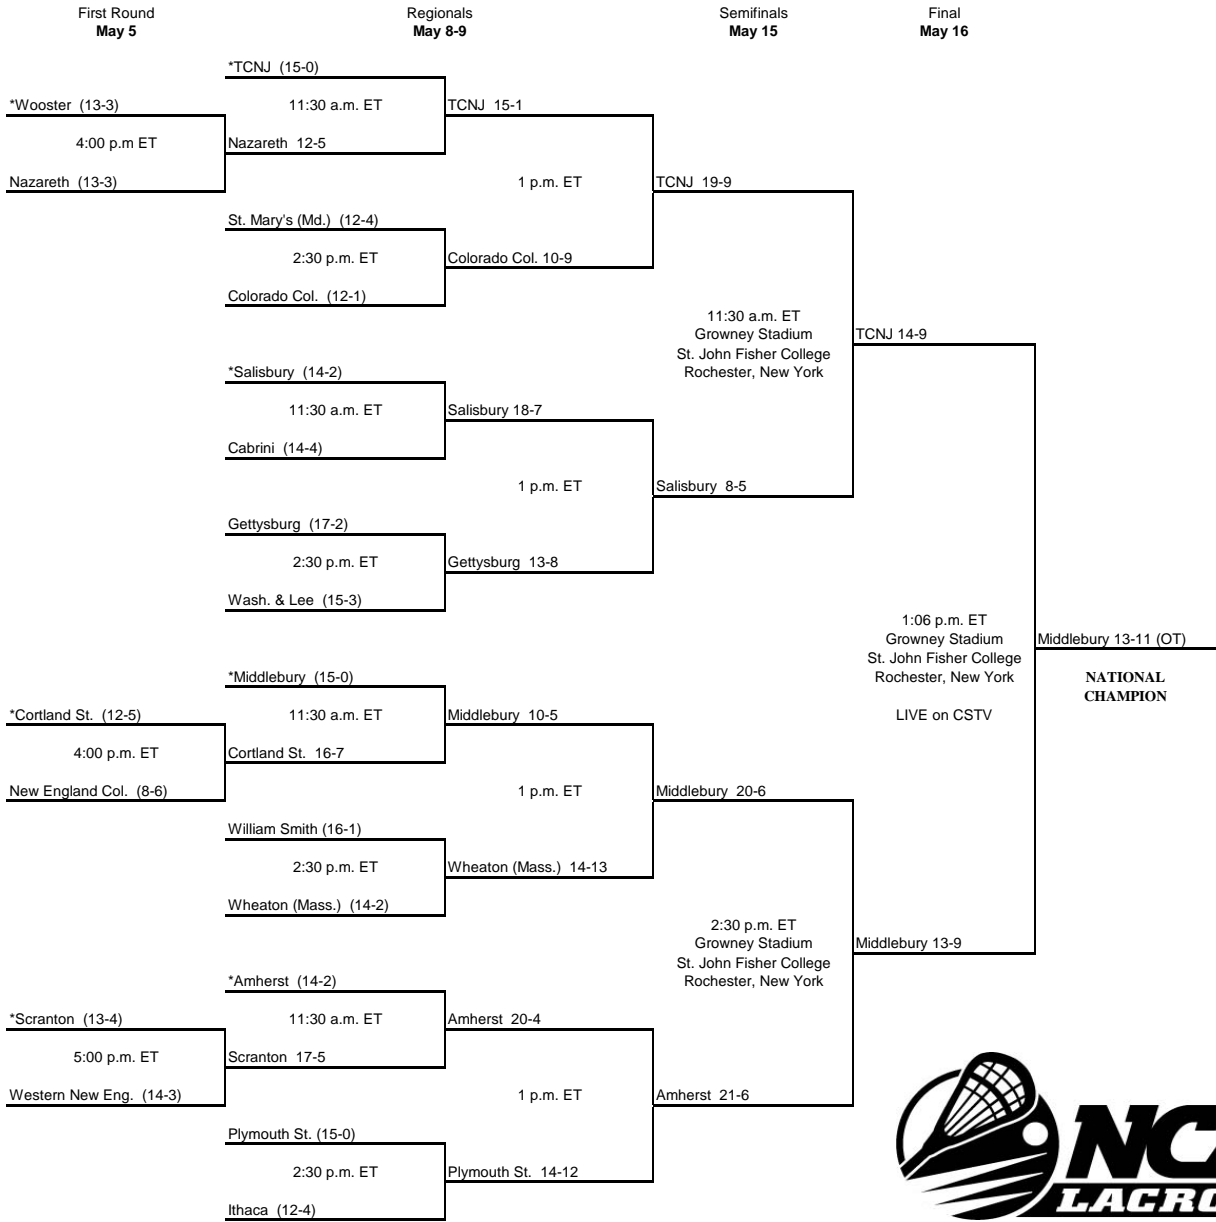 First Round
May 5
Regionals
May 8-9
Semifinals
May 15
Final
May 16
*TCNJ (15-0)
*Wooster (13-3)
11:30 a.m. ET
TCNJ 15-1
4:00 p.m ET
Nazareth 12-5
Nazareth (13-3)
1 p.m. ET
TCNJ 19-9
St. Mary's (Md.) (12-4)
2:30 p.m. ET
Colorado Col. 10-9
Colorado Col. (12-1)
11:30 a.m. ET
Growney Stadium
St. John Fisher College
Rochester, New York
TCNJ 14-9
*Salisbury (14-2)
11:30 a.m. ET
Salisbury 18-7
Cabrini (14-4)
1 p.m. ET
Salisbury 8-5
Gettysburg (17-2)
2:30 p.m. ET
Gettysburg 13-8
Wash. & Lee (15-3)
1:06 p.m. ET
Growney Stadium
St. John Fisher College
Rochester, New York
LIVE on CSTV
Middlebury 13-11 (OT)
NATIONAL
CHAMPION
*Middlebury (15-0)
*Cortland St. (12-5)
11:30 a.m. ET
Middlebury 10-5
4:00 p.m. ET
Cortland St. 16-7
New England Col. (8-6)
1 p.m. ET
Middlebury 20-6
William Smith (16-1)
2:30 p.m. ET
Wheaton (Mass.) 14-13
Wheaton (Mass.) (14-2)
2:30 p.m. ET
Growney Stadium
St. John Fisher College
Rochester, New York
Middlebury 13-9
*Amherst (14-2)
*Scranton (13-4)
11:30 a.m. ET
Amherst 20-4
5:00 p.m. ET
Scranton 17-5
Western New Eng. (14-3)
1 p.m. ET
Amherst 21-6
Plymouth St. (15-0)
2:30 p.m. ET
Plymouth St. 14-12
Ithaca (12-4)